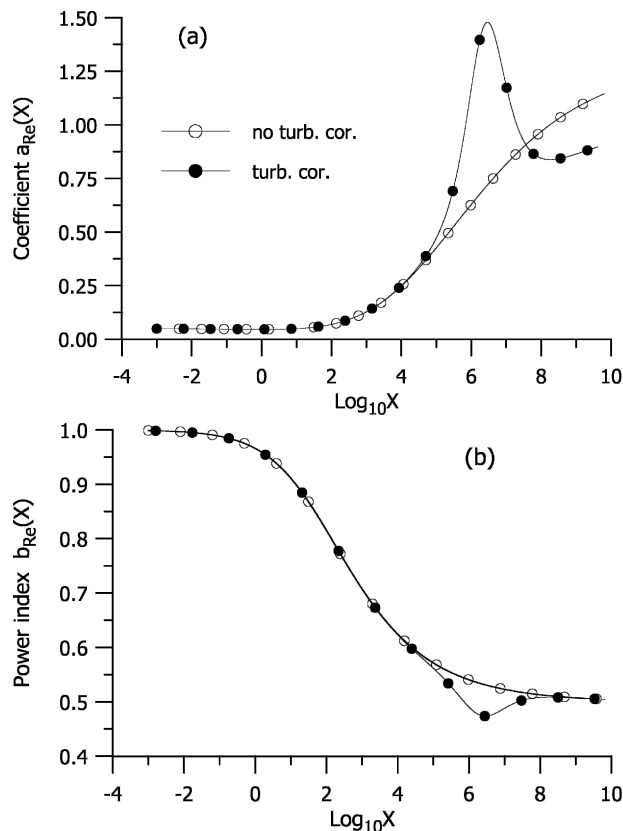 1.50
(a)
1.25
1.00
no turb. cor.
0.75
turb. cor.
0.50
0.25
0.00
Coefficient aRe(X)
-4 -2 0 2 4 6 8 10
Log10X
1.0
(b)
0.9
0.8
0.7
0.6
0.5
0.4
Power index bRe(X)
-4 -2 0 2 4 6 8 10
Log10X